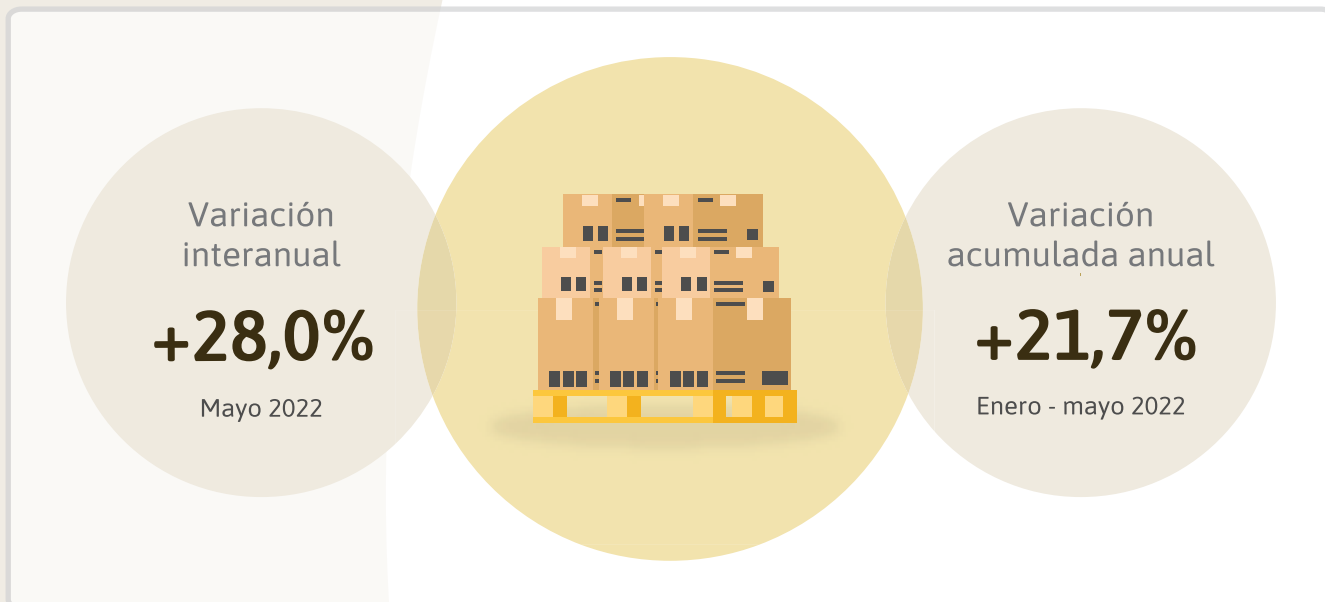 Variación
interanual
+28,0%
Mayo 2022
Variación
acumulada anual
+21,7%
Enero - mayo 2022